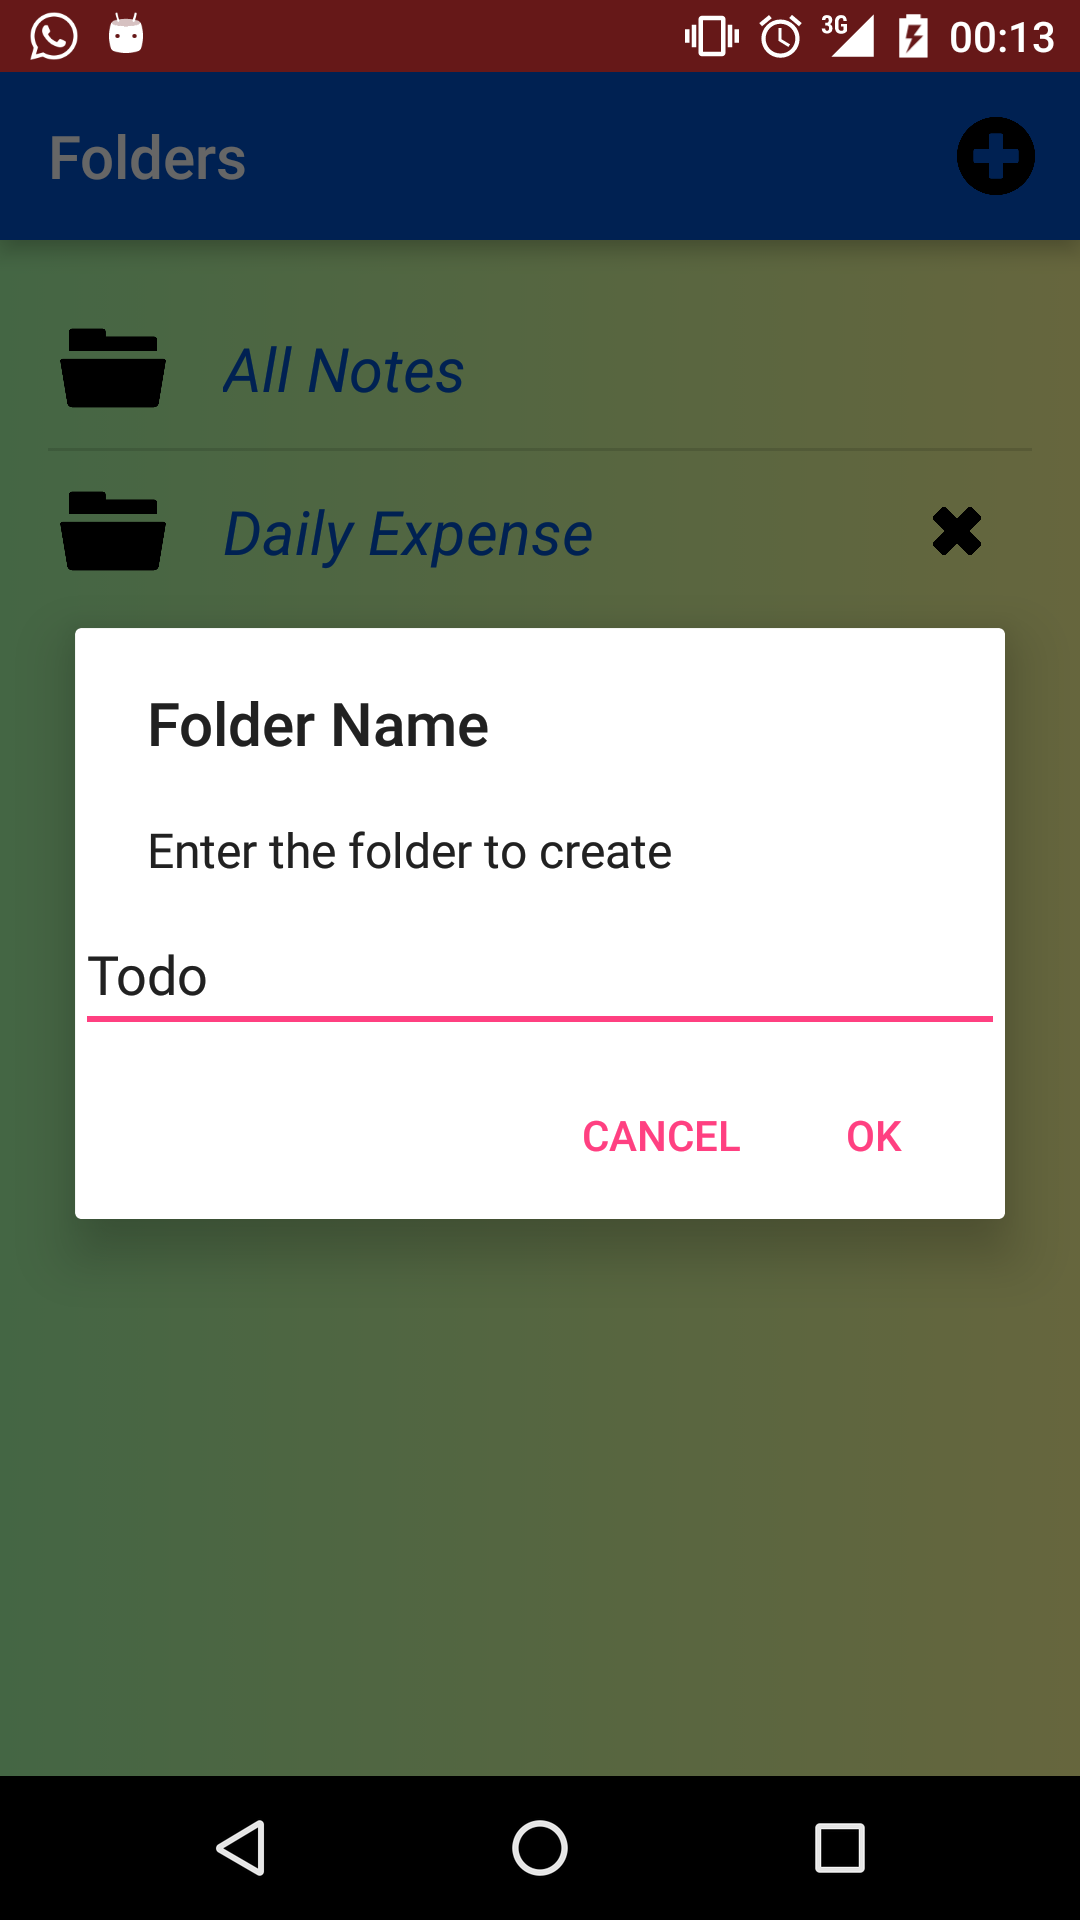 3G 00:13
Folders
All Notes
Daily Expense
Folder Name
Enter the folder to create
Todo
CANCEL OK